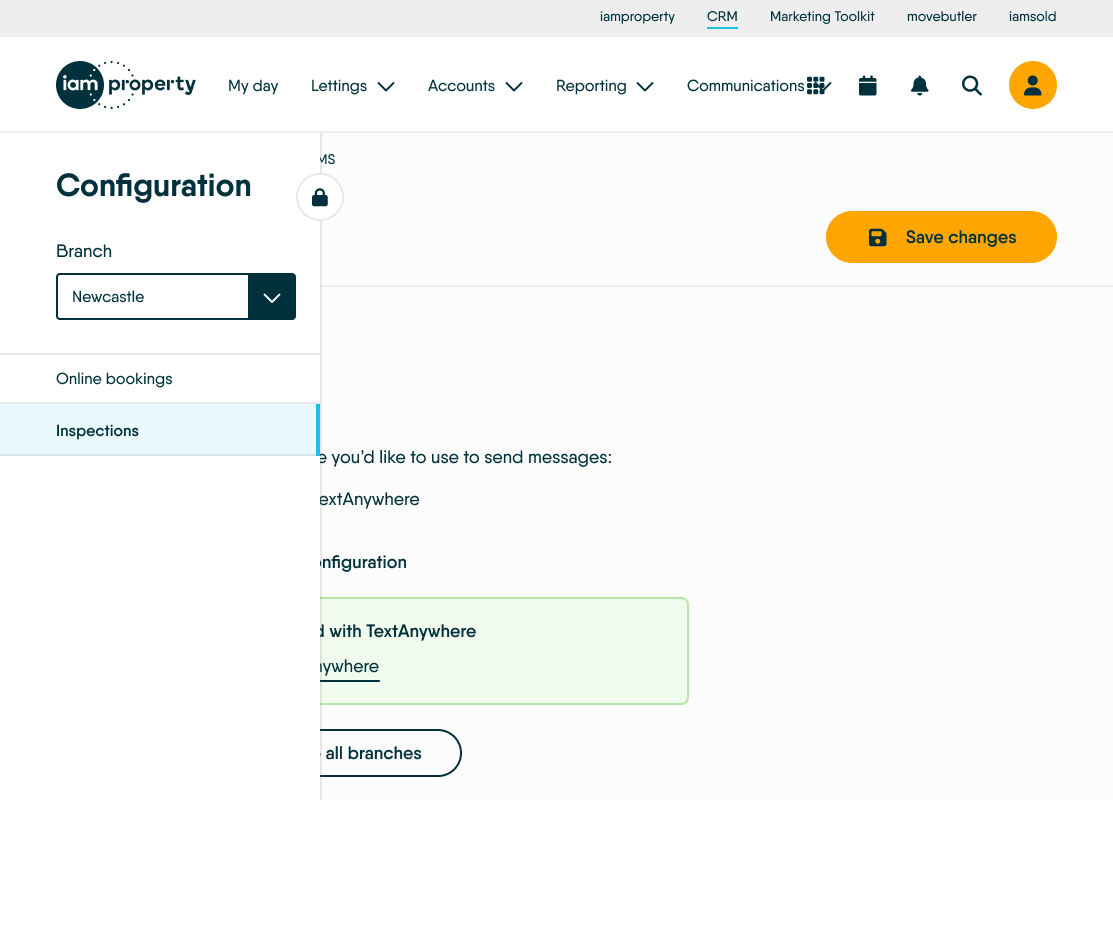 iamproperty CRM Marketing Toolkit movebutler iamsold
iam property My day Lettings Accounts Reporting Communications
MS
Configuration
Save changes
Branch
Newcastle
Online bookings
Inspections
you'd like to use to send messages:
extAnywhere
onfiguration
with TextAnywhere
nywhere
all branches